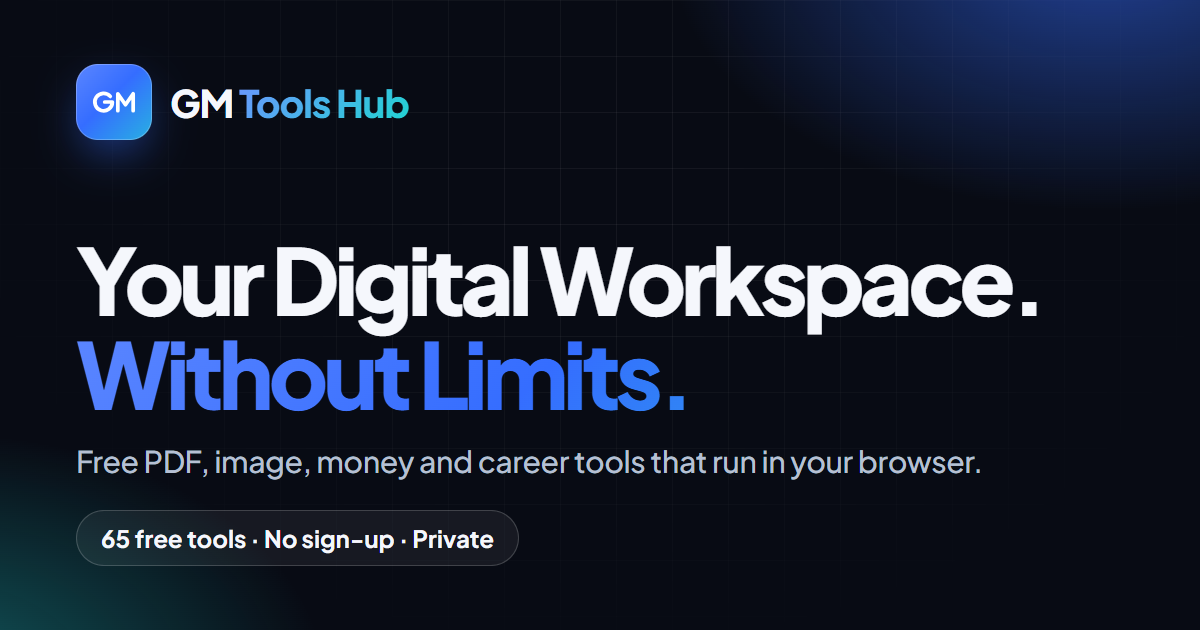 GM
GM Tools Hub
Your Digital Workspace.
Without Limits.
Free PDF, image, money and career tools that run in your browser.
65 free tools · No sign-up · Private